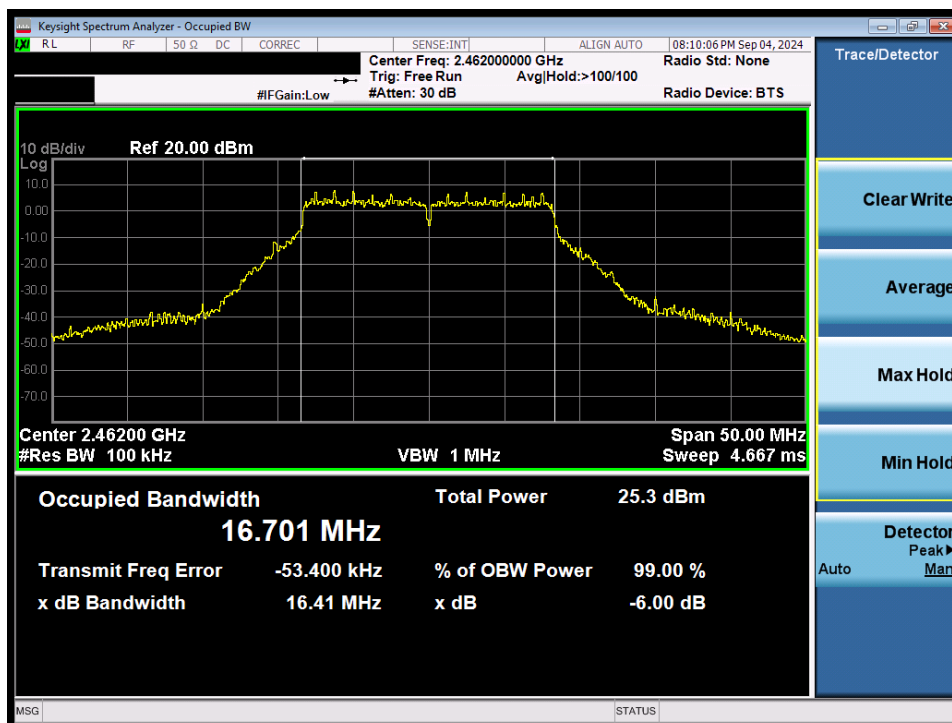 Keysight Spectrum Analyzer - Occupied BW
LXI RL RF 50 Ω DC CORREC SENSE:INT ALIGN AUTO 08:10:06 PM Sep 04, 2024
Center Freq: 2.462000000 GHz Radio Std: None
Trig: Free Run Avg|Hold:>100/100
#IFGain:Low #Atten: 30 dB Radio Device: BTS
10 dB/div Ref 20.00 dBm
Log
10.0
0.00
-10.0
-20.0
-30.0
-40.0
-50.0
-60.0
-70.0
Center 2.46200 GHz Span 50.00 MHz
#Res BW 100 kHz VBW 1 MHz Sweep 4.667 ms
Occupied Bandwidth Total Power 25.3 dBm
16.701 MHz
Transmit Freq Error -53.400 kHz % of OBW Power 99.00 %
x dB Bandwidth 16.41 MHz x dB -6.00 dB
MSG STATUS
Trace/Detector
Clear Write
Average
Max Hold
Min Hold
Detector
Peak▶
Auto Man